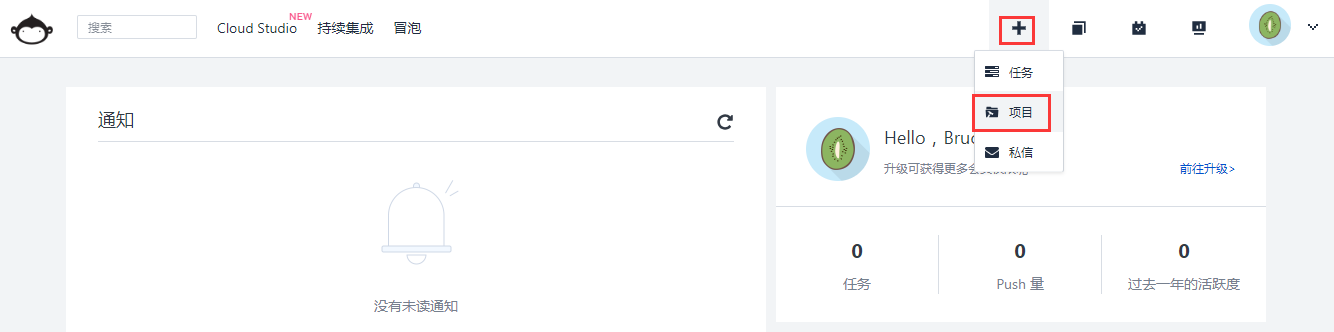 搜索
Cloud Studio
NEW
持续集成
冒泡
任务
项目
私信
通知
没有未读通知
Hello，Bruc
升级可获得更多会
前往升级>
0
任务
0
Push 量
0
过去一年的活跃度